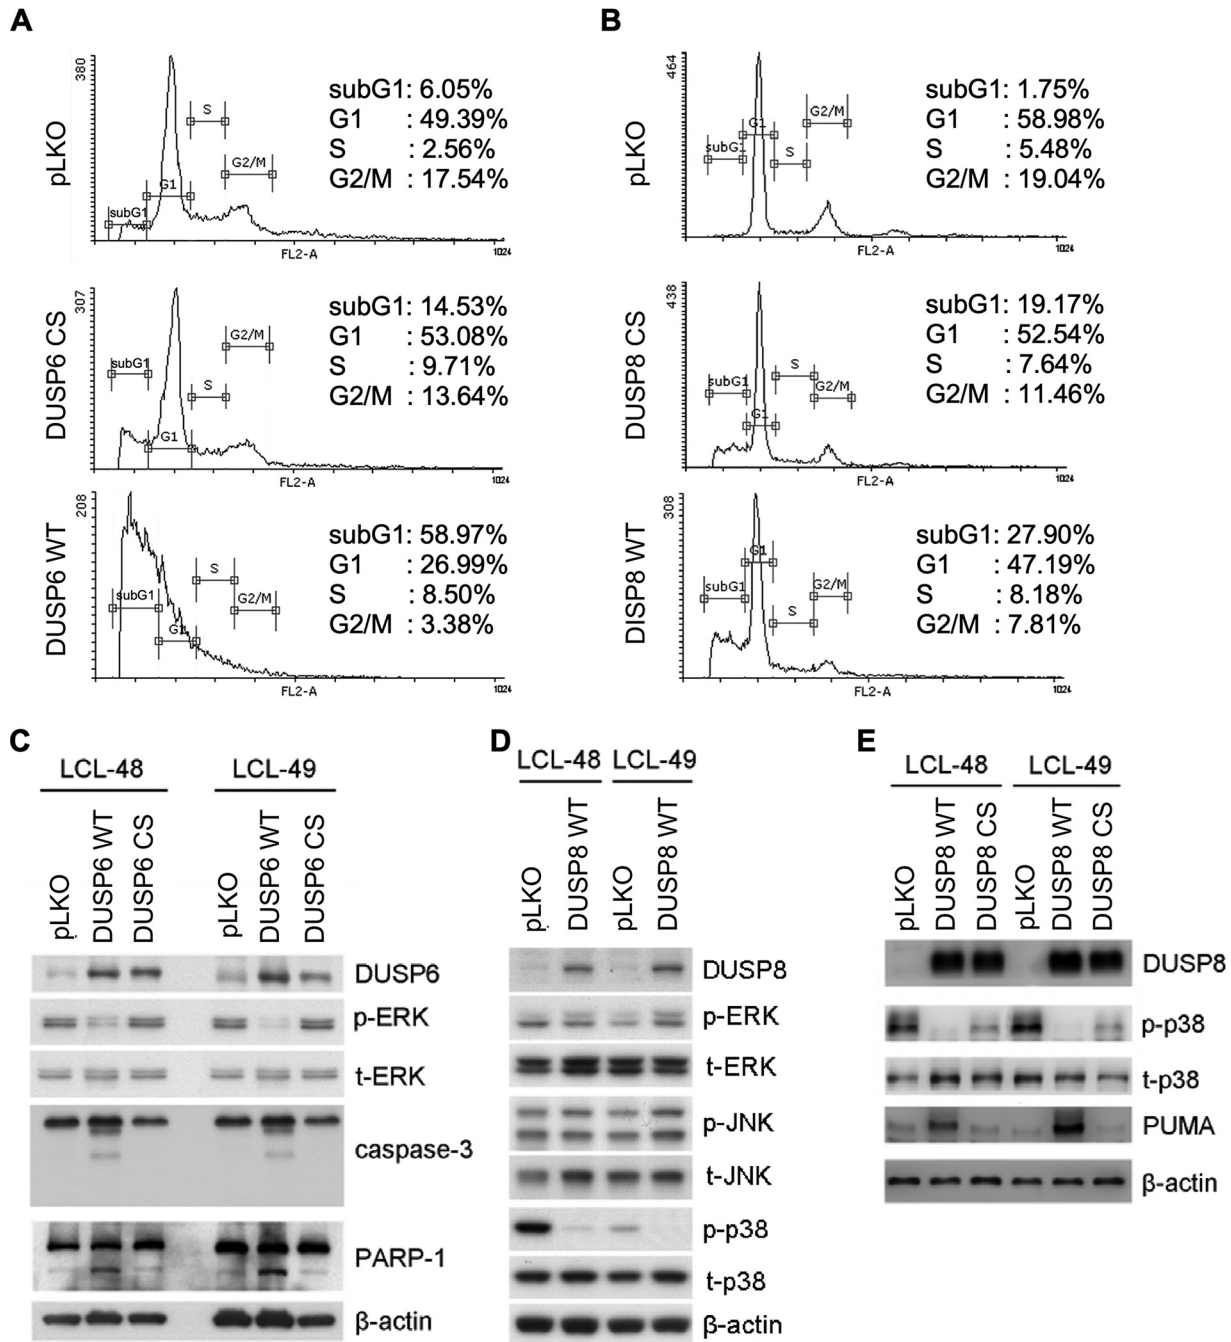 A
pLKO
380
subG1
G1
S
G2/M
FL2-A
1024
subG1: 6.05%
G1 : 49.39%
S : 2.56%
G2/M : 17.54%
DUSP6 CS
307
subG1
G1
S
G2/M
FL2-A
1024
subG1: 14.53%
G1 : 53.08%
S : 9.71%
G2/M : 13.64%
DUSP6 WT
208
subG1
G1
S
G2/M
FL2-A
1024
subG1: 58.97%
G1 : 26.99%
S : 8.50%
G2/M : 3.38%
B
pLKO
464
subG1
G1
S
G2/M
FL2-A
1024
subG1: 1.75%
G1 : 58.98%
S : 5.48%
G2/M : 19.04%
DUSP8 CS
438
subG1
G1
S
G2/M
FL2-A
1024
subG1: 19.17%
G1 : 52.54%
S : 7.64%
G2/M : 11.46%
DISP8 WT
308
subG1
G1
S
G2/M
FL2-A
1024
subG1: 27.90%
G1 : 47.19%
S : 8.18%
G2/M : 7.81%
C
LCL-48 LCL-49
pLKO
DUSP6 WT
DUSP6 CS
pLKO
DUSP6 WT
DUSP6 CS
DUSP6
p-ERK
t-ERK
caspase-3
PARP-1
β-actin
D
LCL-48 LCL-49
pLKO
DUSP8 WT
pLKO
DUSP8 WT
DUSP8
p-ERK
t-ERK
p-JNK
t-JNK
p-p38
t-p38
β-actin
E
LCL-48 LCL-49
pLKO
DUSP8 WT
DUSP8 CS
pLKO
DUSP8 WT
DUSP8 CS
DUSP8
p-p38
t-p38
PUMA
β-actin